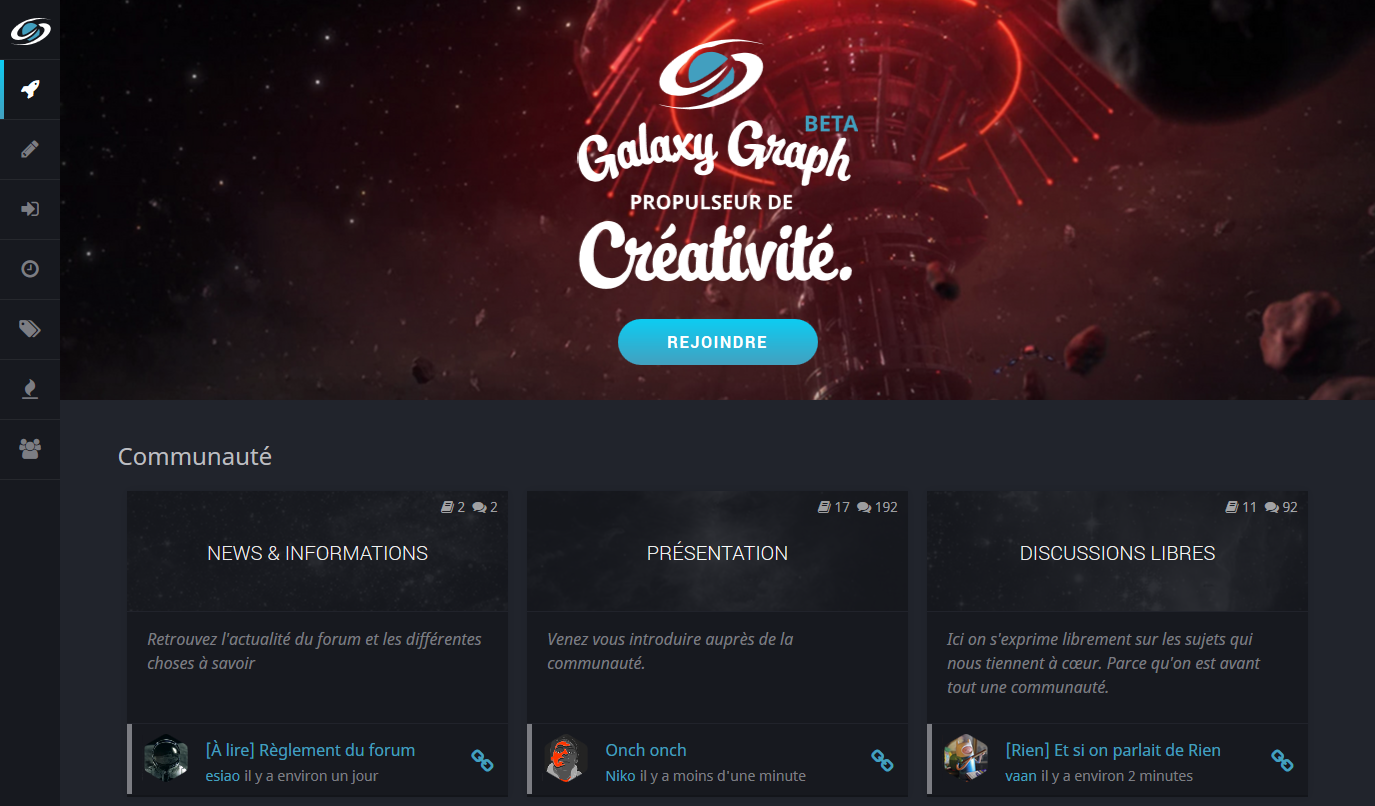 BETA
Galaxy Graph
PROPULSEUR DE
Créativité.
REJOINDRE
Communauté
2 2
NEWS & INFORMATIONS
Retrouvez l'actualité du forum et les différentes
choses à savoir
[À lire] Règlement du forum
esiao il y a environ un jour
17 192
PRÉSENTATION
Venez vous introduire auprès de la
communauté.
Onch onch
Niko il y a moins d'une minute
11 92
DISCUSSIONS LIBRES
Ici on s'exprime librement sur les sujets qui
nous tiennent à cœur. Parce qu'on est avant
tout une communauté.
[Rien] Et si on parlait de Rien
vaan il y a environ 2 minutes